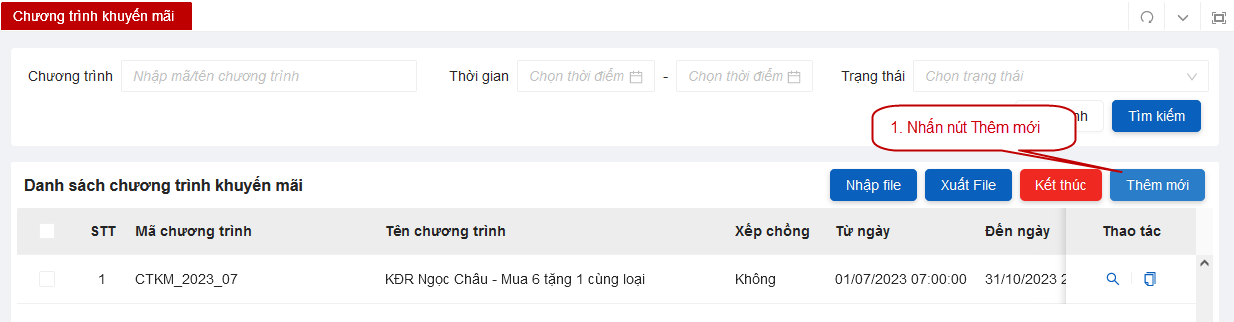 Chương trình khuyến mãi
Chương trình Nhập mã/tên chương trình Thời gian Chọn thời điểm - Chọn thời điểm Trạng thái Chọn trạng thái
1. Nhấn nút Thêm mới nh Tìm kiếm
Danh sách chương trình khuyến mãi Nhập file Xuất File Kết thúc Thêm mới
STT Mã chương trình Tên chương trình Xếp chồng Từ ngày Đến ngày Thao tác
1 CTKM_2023_07 KĐR Ngọc Châu - Mua 6 tặng 1 cùng loại Không 01/07/2023 07:00:00 31/10/2023